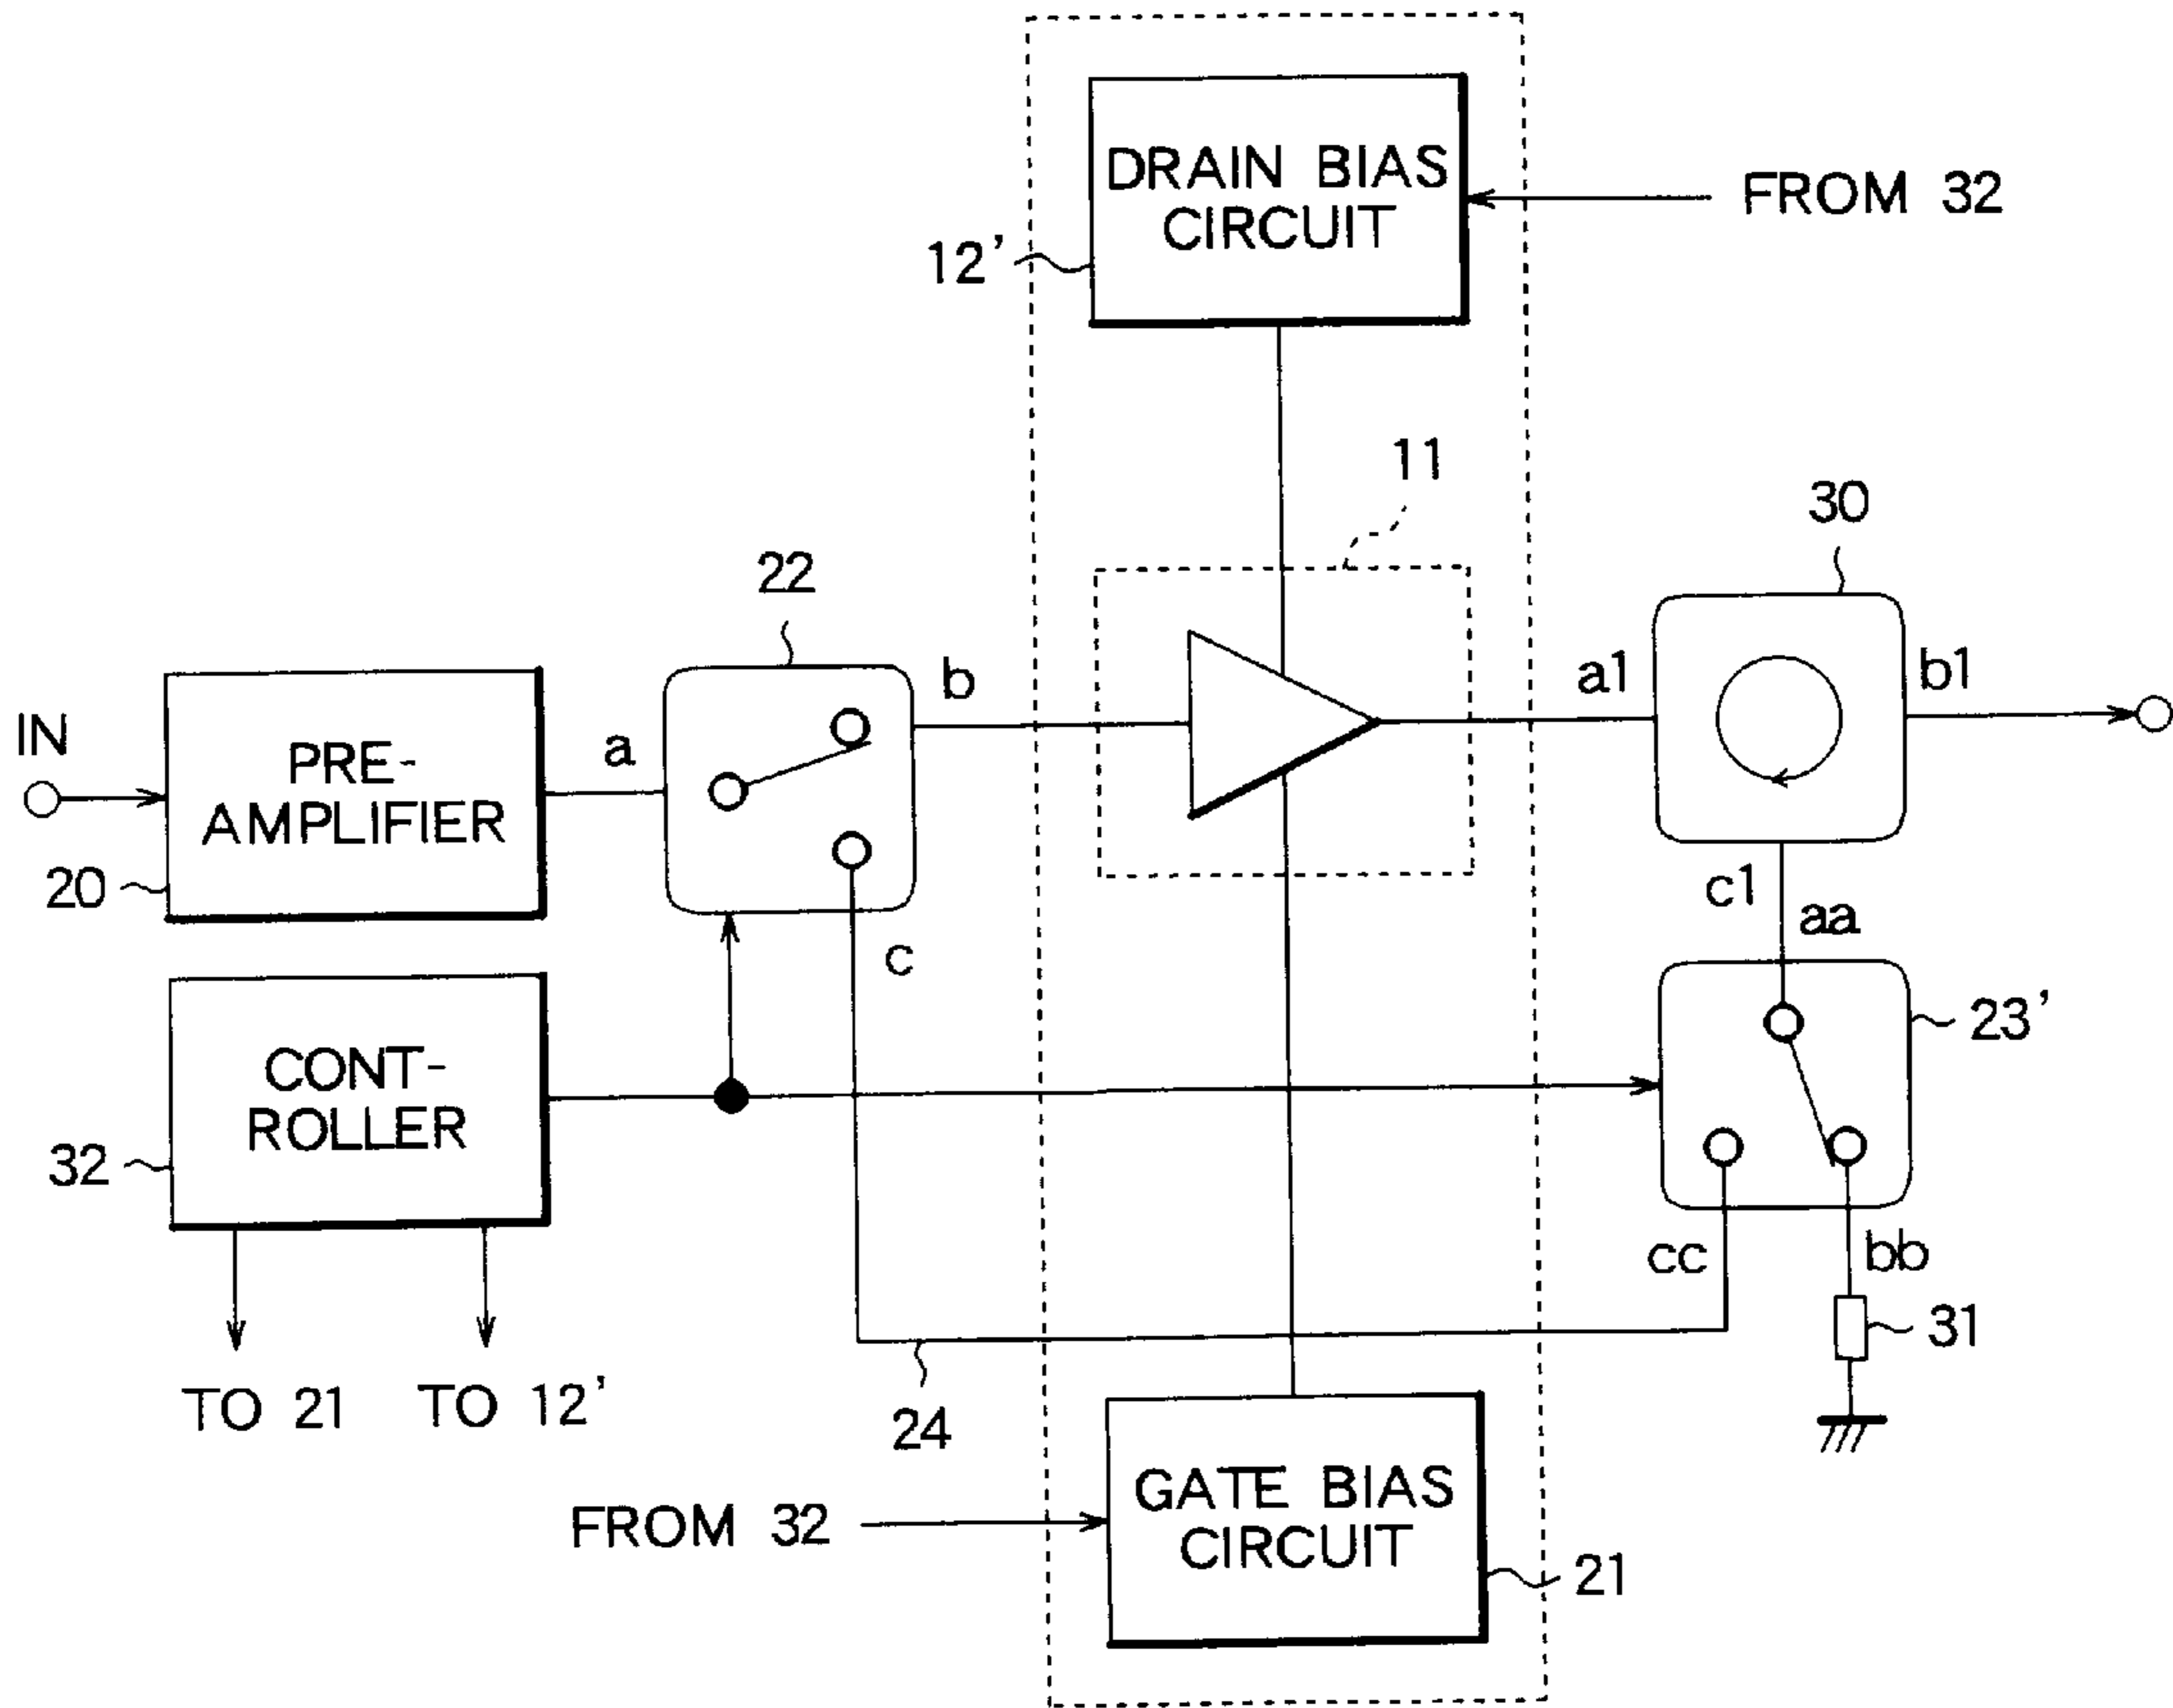 DRAIN BIAS
CIRCUIT
FROM 32
12'
11
30
22
b
a1
b1
IN
PRE-
AMPLIFIER
a
20
c1
aa
c
CONT-
ROLLER
23'
32
cc
bb
31
TO 21
TO 12'
24
GATE BIAS
CIRCUIT
FROM 32
21